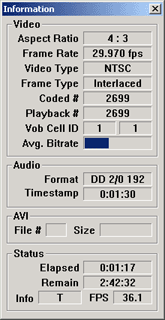 Information
Video
Aspect Ratio 4 : 3
Frame Rate 29.970 fps
Video Type NTSC
Frame Type Interlaced
Coded # 2699
Playback # 2699
Vob Cell ID 1 1
Avg. Bitrate
Audio
Format DD 2/0 192
Timestamp 0:01:30
AVI
File # Size
Status
Elapsed 0:01:17
Remain 2:42:32
Info T FPS 36.1